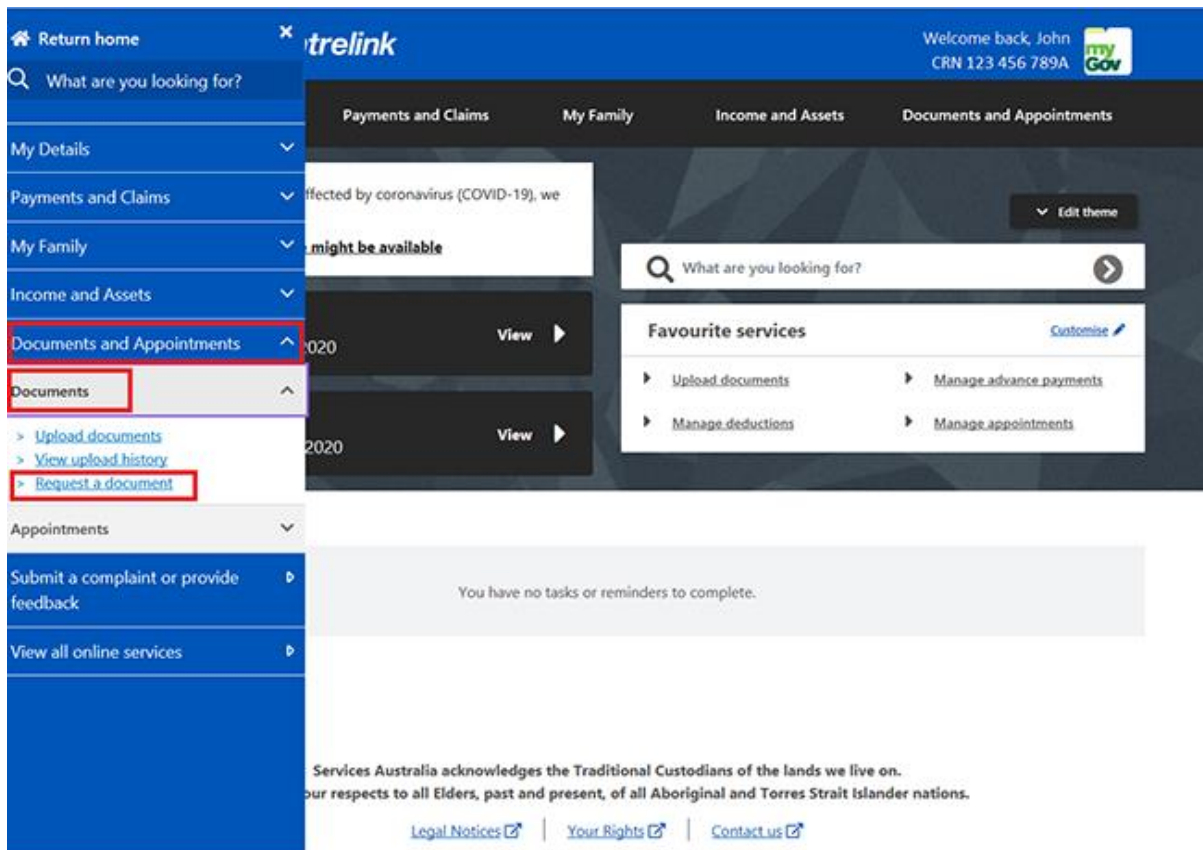 Return home
What are you looking for?
My Details
Payments and Claims
My Family
Income and Assets
Documents and Appointments
Documents
> Upload documents
> View upload history
> Request a document
Appointments
Submit a complaint or provide
feedback
View all online services
trelink
Welcome back, John
CRN 123 456 789A
my
Gov
Payments and Claims
My Family
Income and Assets
Documents and Appointments
ffected by coronavirus (COVID-19), we
might be available
Edit theme
What are you looking for?
2020
View
2020
View
Favourite services
Customise
Upload documents
Manage advance payments
Manage deductions
Manage appointments
You have no tasks or reminders to complete.
Services Australia acknowledges the Traditional Custodians of the lands we live on.
our respects to all Elders, past and present, of all Aboriginal and Torres Strait Islander nations.
Legal Notices
Your Rights
Contact us